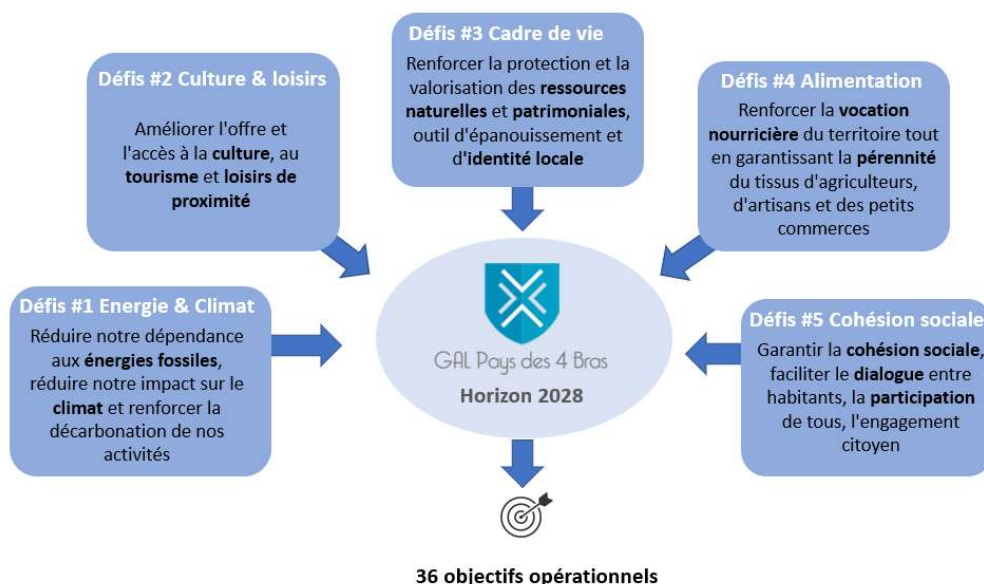 Défis #3 Cadre de vie
Renforcer la protection et la
valorisation des ressources
naturelles et patrimoniales,
outil d'épanouissement et
d'identité locale
Défis #2 Culture & loisirs
Améliorer l'offre et
l'accès à la culture, au
tourisme et loisirs de
proximité
Défis #4 Alimentation
Renforcer la vocation
nourricière du territoire tout
en garantissant la pérennité
du tissus d'agriculteurs,
d'artisans et des petits
commerces
Défis #1 Energie & Climat
Réduire notre dépendance
aux énergies fossiles,
réduire notre impact sur le
climat et renforcer la
décarbonation de nos
activités
GAL Pays des 4 Bras
Horizon 2028
Défis #5 Cohésion sociale
Garantir la cohésion sociale,
faciliter le dialogue entre
habitants, la participation
de tous, l'engagement
citoyen
36 objectifs opérationnels